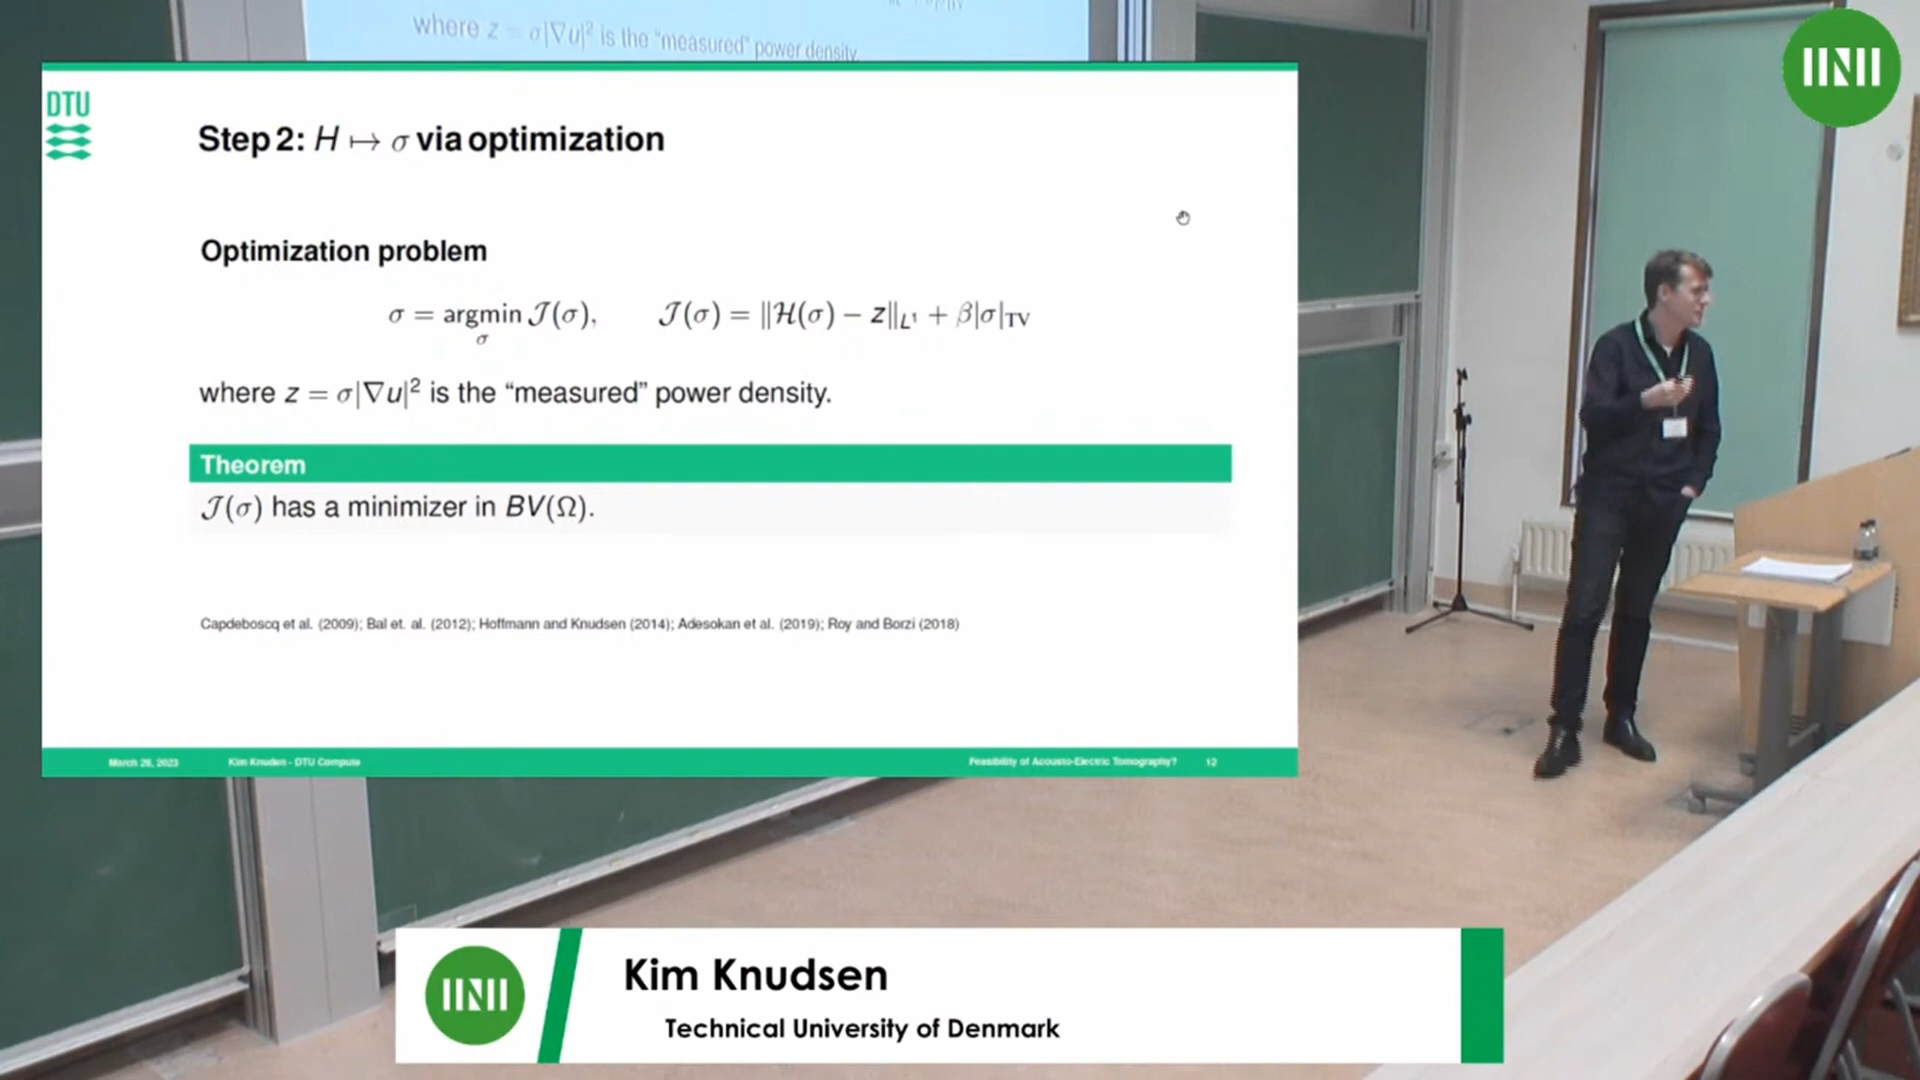 where z = σ|∇u|² is the “measured” power density.
DTU
Step 2: H ↦ σ via optimization
Optimization problem
σ = argmin 𝒥(σ), 𝒥(σ) = ‖ℋ(σ) − z‖_{L¹} + β|σ|_{TV}
σ
where z = σ|∇u|² is the “measured” power density.
Theorem
𝒥(σ) has a minimizer in BV(Ω).
Capdeboscq et al. (2009); Bal et. al. (2012); Hoffmann and Knudsen (2014); Adesokan et al. (2019); Roy and Borzi (2018)
March 28, 2023 Kim Knudsen - DTU Compute Feasibility of Acousto-Electric Tomography? 12
Kim Knudsen
Technical University of Denmark